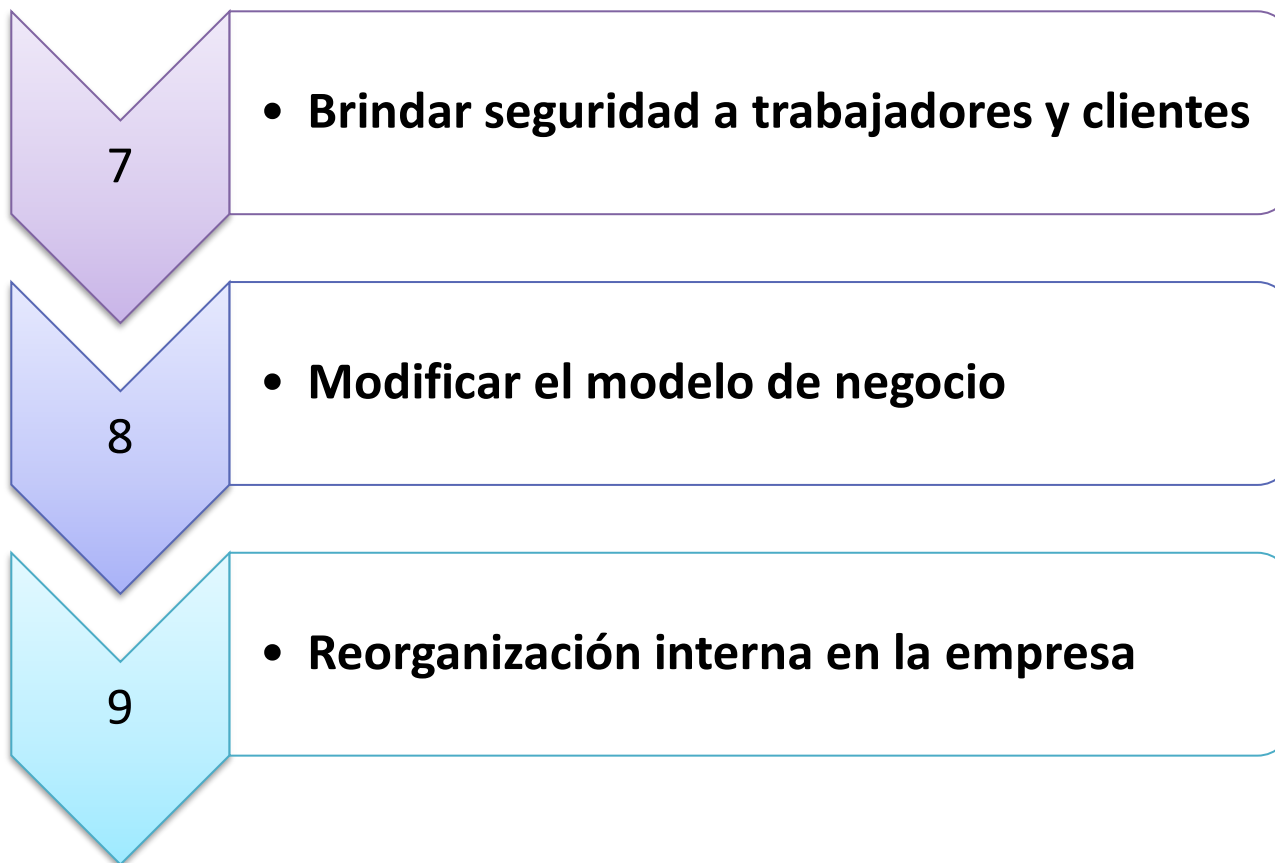 7
• Brindar seguridad a trabajadores y clientes
8
• Modificar el modelo de negocio
9
• Reorganización interna en la empresa